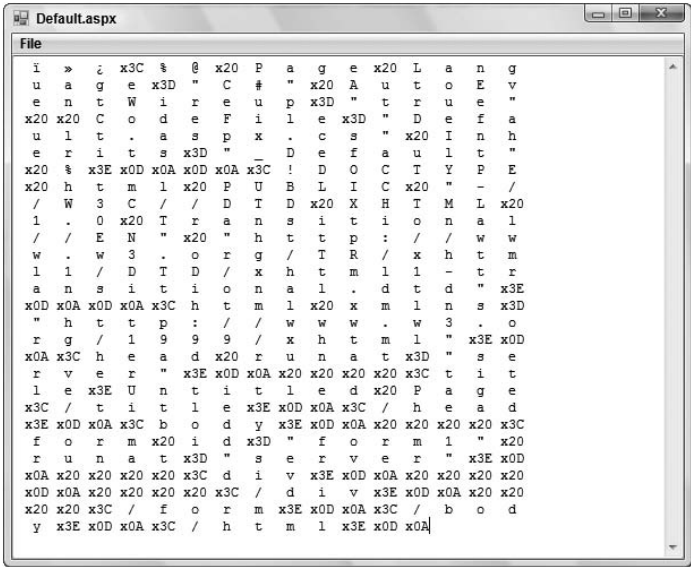 Default.aspx
File
ï » ¿ x3C % @ x20 P a g e x20 L a n g
u a g e x3D " C # " x20 A u t o E v
e n t W i r e u p x3D " t r u e "
x20 x20 C o d e F i l e x3D " D e f a
u l t . a s p x . c s " x20 I n h
e r i t s x3D " _ D e f a u l t "
x20 % x3E x0D x0A x0D x0A x3C ! D O C T Y P E
x20 h t m l x20 P U B L I C x20 " - /
/ W 3 C / / D T D x20 X H T M L x20
1 . 0 x20 T r a n s i t i o n a l
/ / E N " x20 " h t t p : / / w w
w . w 3 . o r g / T R / x h t m
l 1 / D T D / x h t m l 1 - t r
a n s i t i o n a l . d t d " x3E
x0D x0A x0D x0A x3C h t m l x20 x m l n s x3D
" h t t p : / / w w w . w 3 . o
r g / 1 9 9 9 / x h t m l " x3E x0D
x0A x3C h e a d x20 r u n a t x3D " s e
r v e r " x3E x0D x0A x20 x20 x20 x20 x3C t i t
l e x3E U n t i t l e d x20 P a g e
x3C / t i t l e x3E x0D x0A x3C / h e a d
x3E x0D x0A x3C b o d y x3E x0D x0A x20 x20 x20 x20 x3C
f o r m x20 i d x3D " f o r m 1 " x20
r u n a t x3D " s e r v e r " x3E x0D
x0A x20 x20 x20 x20 x3C d i v x3E x0D x0A x20 x20 x20 x20
x0D x0A x20 x20 x20 x20 x3C / d i v x3E x0D x0A x20 x20
x20 x20 x3C / f o r m x3E x0D x0A x3C / b o d
y x3E x0D x0A x3C / h t m l x3E x0D x0A